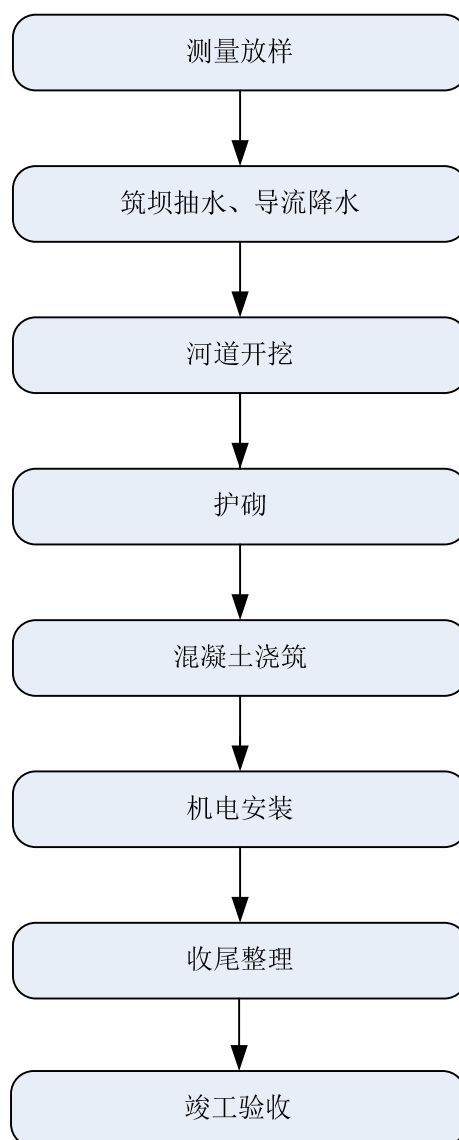 测量放样
筑坝抽水、导流降水
河道开挖
护砌
混凝土浇筑
机电安装
收尾整理
竣工验收